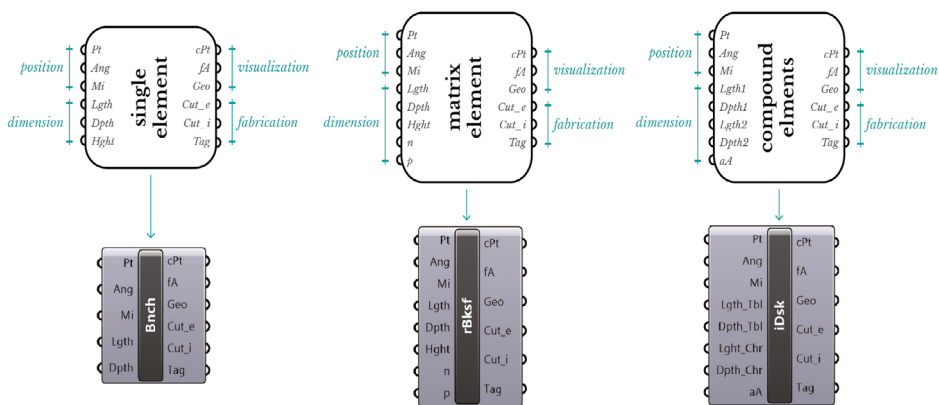 position
dimension
Pt
Ang
Mi
Lgth
Dpth
Hght
single
element
cPt
fA
Geo
Cut_e
Cut_i
Tag
visualization
fabrication
position
dimension
Pt
Ang
Mi
Lgth
Dpth
Hght
n
p
matrix
element
cPt
fA
Geo
Cut_e
Cut_i
Tag
visualization
fabrication
position
dimension
Pt
Ang
Mi
Lgth1
Dpth1
Lgth2
Dpth2
aA
compound
elments
cPt
fA
Geo
Cut_e
Cut_i
Tag
visualization
fabrication
Pt
Ang
Mi
Lgth
Dpth
Bnch
cPt
fA
Geo
Cut_e
Cut_i
Tag
Pt
Ang
Mi
Lgth
Dpth
Hght
n
p
rBksf
cPt
fA
Geo
Cut_e
Cut_i
Tag
Pt
Ang
Mi
Lgth_Tbl
Dpth_Tbl
Lght_Chr
Dpth_Chr
aA
iDsk
cPt
fA
Geo
Cut_e
Cut_i
Tag